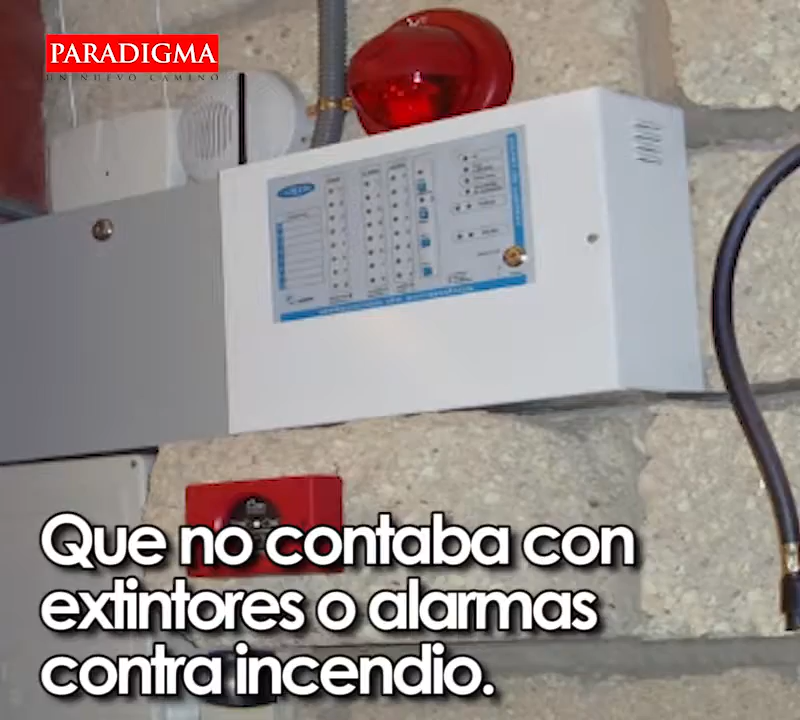 PARADIGMA
UN NUEVO CAMINO
Que no contaba con
extintores o alarmas
contra incendio.